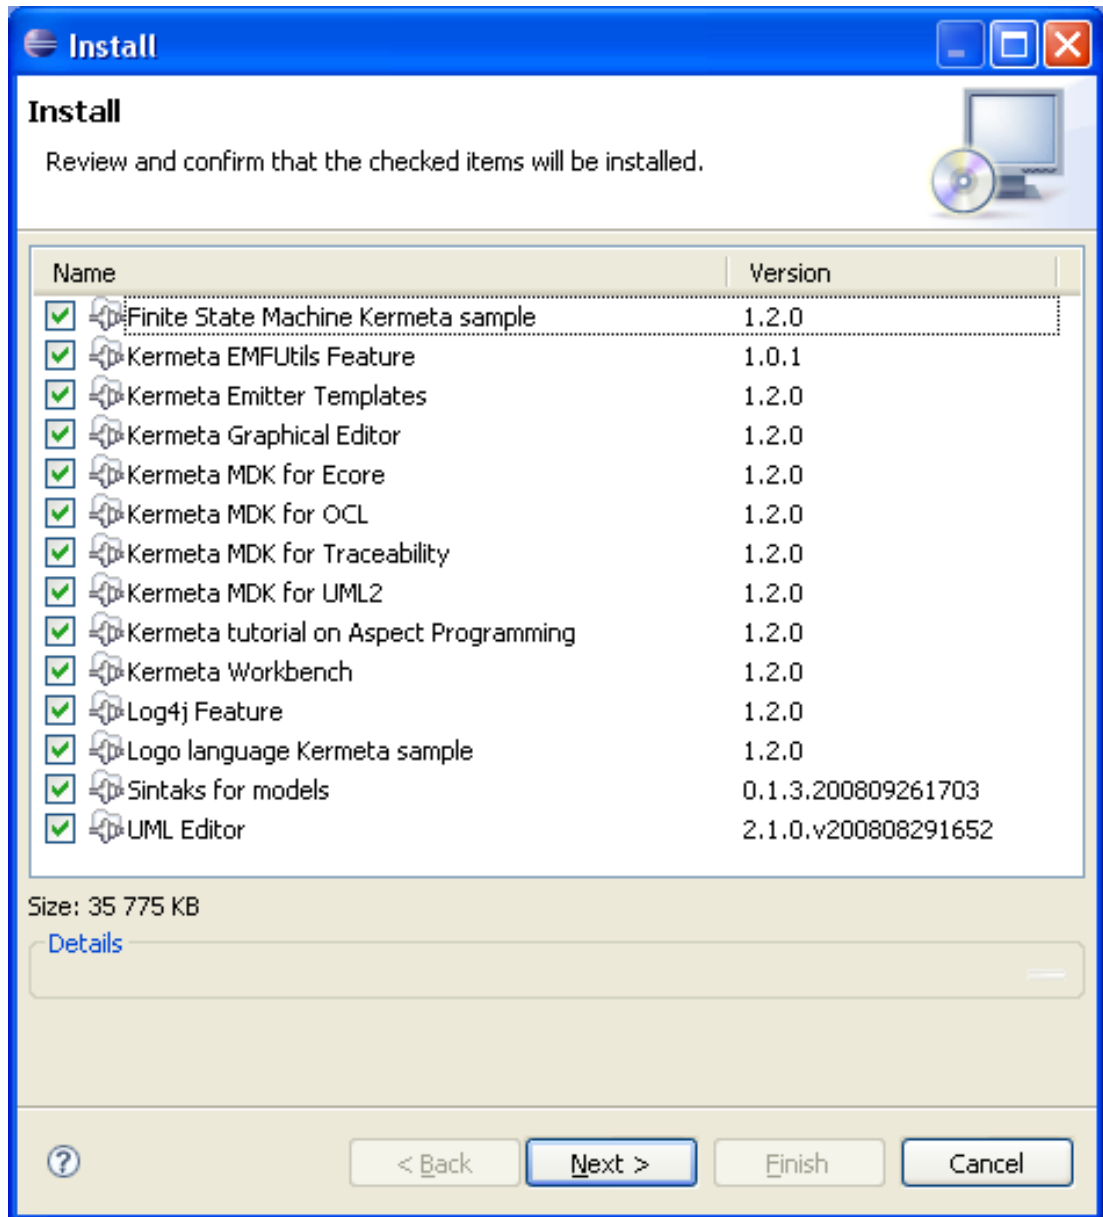 Install
Install
Review and confirm that the checked items will be installed.
Name Version
Finite State Machine Kermeta sample 1.2.0
Kermeta EMFUtils Feature 1.0.1
Kermeta Emitter Templates 1.2.0
Kermeta Graphical Editor 1.2.0
Kermeta MDK for Ecore 1.2.0
Kermeta MDK for OCL 1.2.0
Kermeta MDK for Traceability 1.2.0
Kermeta MDK for UML2 1.2.0
Kermeta tutorial on Aspect Programming 1.2.0
Kermeta Workbench 1.2.0
Log4j Feature 1.2.0
Logo language Kermeta sample 1.2.0
Sintaks for models 0.1.3.200809261703
UML Editor 2.1.0.v200808291652
Size: 35 775 KB
Details
? < Back Next > Finish Cancel